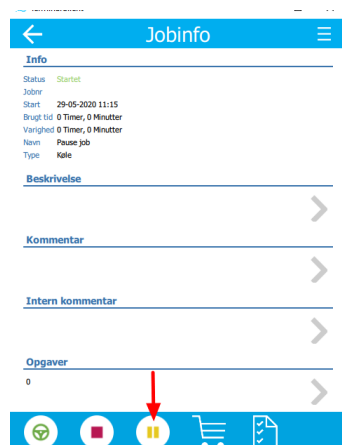 Jobinfo
Info
Status Startet
Jobnr
Start 29-05-2020 11:15
Brugt tid 0 Timer, 0 Minutter
Varighed 0 Timer, 0 Minutter
Navn Pause job
Type Køle
Beskrivelse
Kommentar
Intern kommentar
Opgaver
0